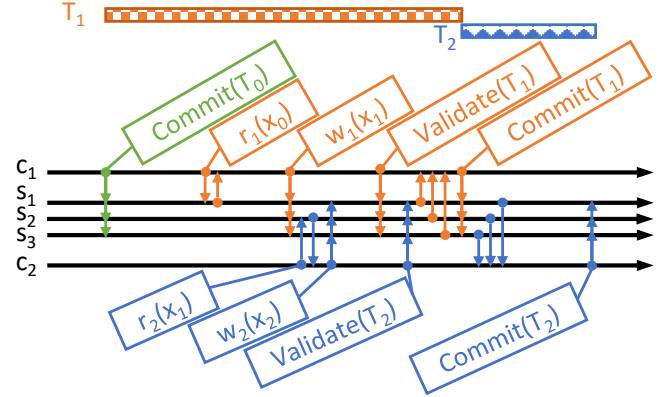 T₁
T₂
Commit(T₀)
r₁(x₀)
w₁(x₁)
Validate(T₁)
Commit(T₁)
c₁
s₁
s₂
s₃
c₂
r₂(x₁)
w₂(x₂)
Validate(T₂)
Commit(T₂)